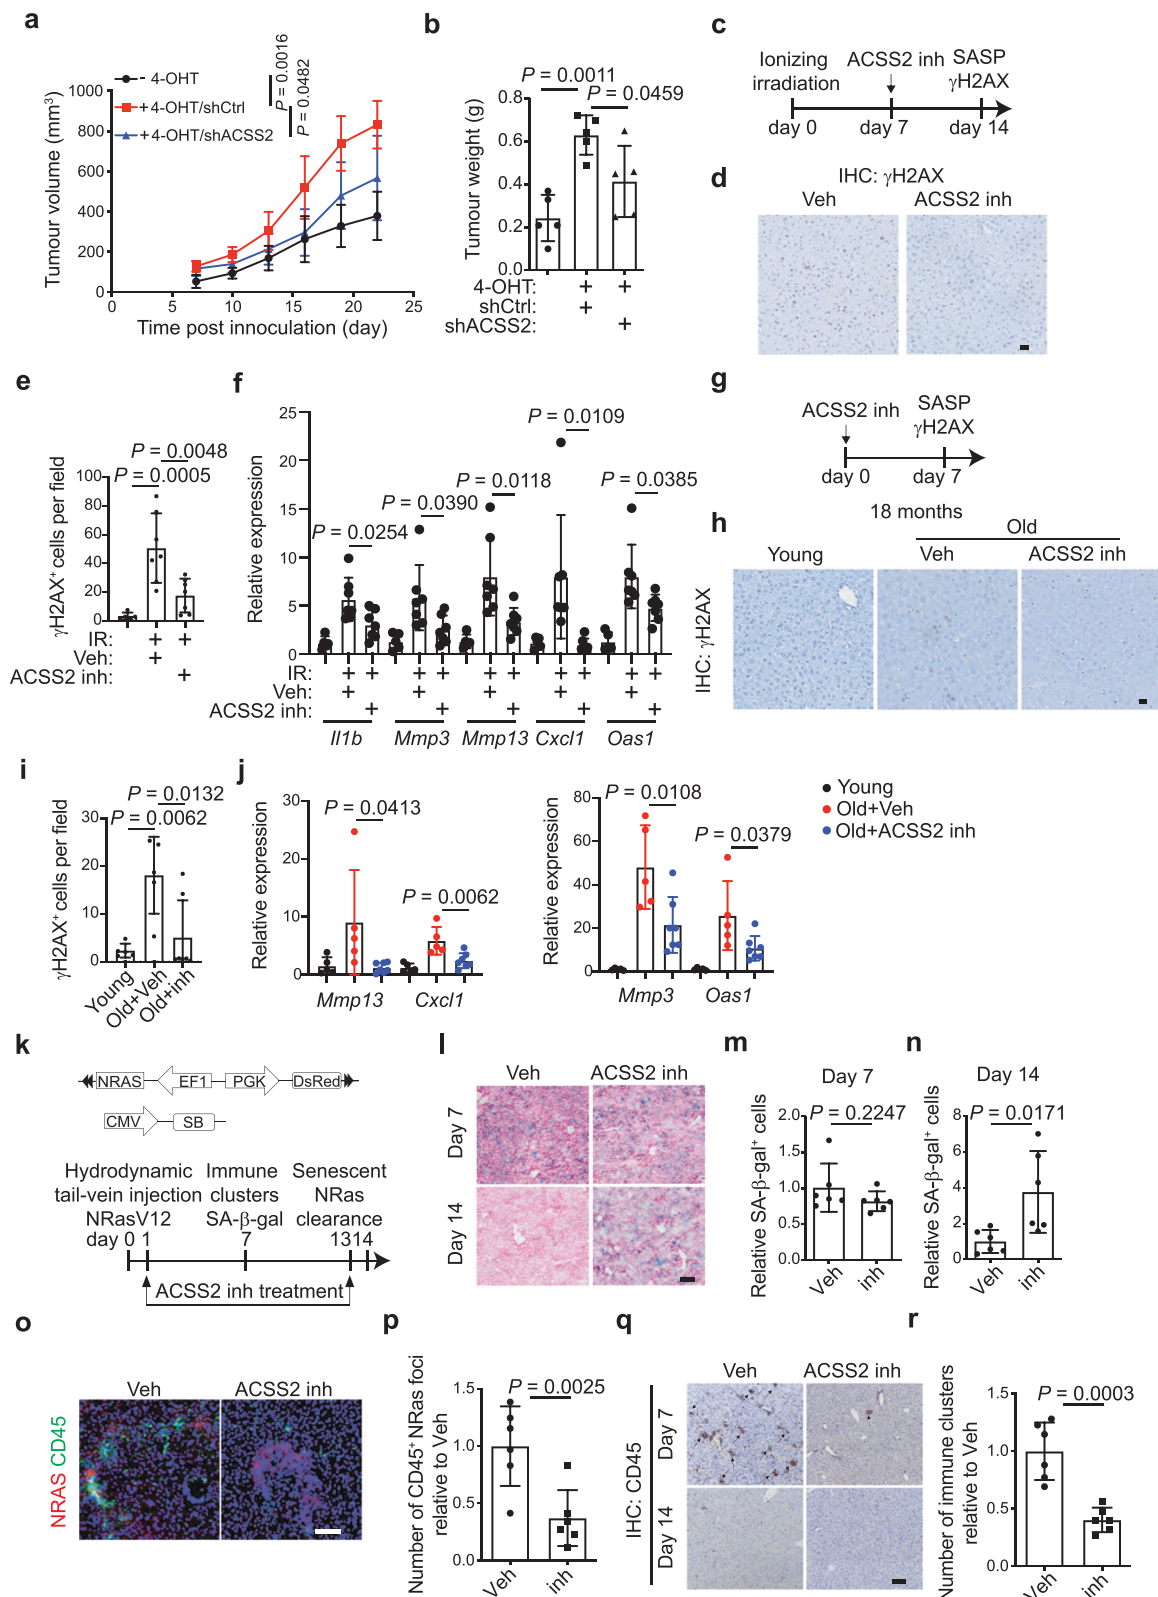 a
- 4-OHT
+4-OHT/shCtrl
+4-OHT/shACSS2
P = 0.0016
P = 0.0482
Tumour volume (mm³)
1000
800
600
400
200
0
0 5 10 15 20 25
Time post innoculation (day)
b
P = 0.0011
P = 0.0459
Tumour weight (g)
0.8
0.6
0.4
0.2
0.0
4-OHT: + +
shCtrl: +
shACSS2: +
c
Ionizing irradiation
ACSS2 inh
SASP
γH2AX
day 0 day 7 day 14
d
IHC: γH2AX
Veh ACSS2 inh
e
P = 0.0048
P = 0.0005
γH2AX⁺ cells per field
100
80
60
40
20
0
IR: + +
Veh: +
ACSS2 inh: +
f
Relative expression
25
20
15
10
5
0
P = 0.0254
P = 0.0390
P = 0.0118
P = 0.0109
P = 0.0385
IR: + + + + + + + + + +
Veh: + + + + +
ACSS2 inh: + + + + +
Il1b Mmp3 Mmp13 Cxcl1 Oas1
g
ACSS2 inh
SASP
γH2AX
day 0 day 7
18 months
h
Old
Young Veh ACSS2 inh
IHC: γH2AX
i
P = 0.0132
P = 0.0062
γH2AX⁺ cells per field
30
20
10
0
Young Old+Veh Old+inh
j
Relative expression
30
20
10
0
P = 0.0413
P = 0.0062
Mmp13 Cxcl1
Relative expression
80
60
40
20
0
P = 0.0108
P = 0.0379
Mmp3 Oas1
Young
Old+Veh
Old+ACSS2 inh
k
NRAS EF1 PGK DsRed
CMV SB
Hydrodynamic tail-vein injection NRasV12
Immune clusters SA-β-gal
Senescent NRas clearance
day 0 1 7 13 14
ACSS2 inh treatment
l
Veh ACSS2 inh
Day 7
Day 14
m
Day 7
P = 0.2247
Relative SA-β-gal⁺ cells
2.0
1.5
1.0
0.5
0.0
Veh inh
n
Day 14
P = 0.0171
Relative SA-β-gal⁺ cells
10
8
6
4
2
0
Veh inh
o
Veh ACSS2 inh
NRAS CD45
p
P = 0.0025
Number of CD45⁺ NRas foci
relative to Veh
1.5
1.0
0.5
0.0
Veh inh
q
Veh ACSS2 inh
IHC: CD45
Day 7
Day 14
r
P = 0.0003
Number of immune clusters
relative to Veh
1.5
1.0
0.5
0.0
Veh inh